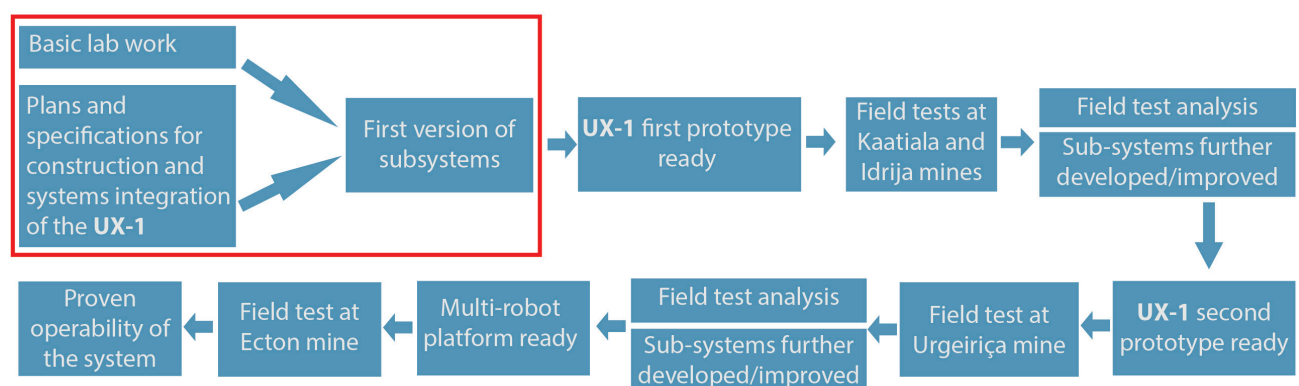 Basic lab work
Plans and
specifications for
construction and
systems integration
of the UX-1
First version of
subsystems
UX-1 first prototype
ready
Field tests at
Kaatiala and
Idrija mines
Field test analysis
Sub-systems further
developed/improved
UX-1 second
prototype ready
Field test at
Urgeiriça mine
Field test analysis
Sub-systems further
developed/improved
Multi-robot
platform ready
Field test at
Ecton mine
Proven
operability of
the system